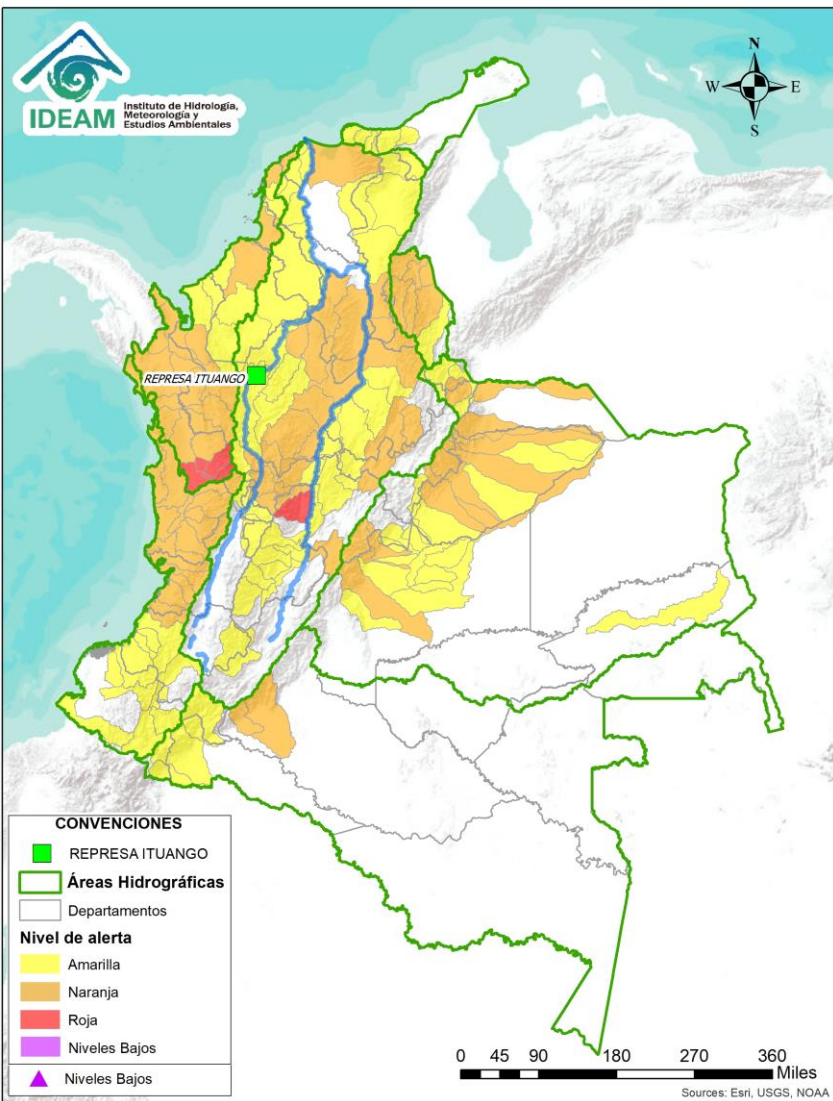 IDEAM
Instituto de Hidrología,
Meteorología y
Estudios Ambientales
N
W
E
S
REPRESA ITUANGO
CONVENCIONES
REPRESA ITUANGO
Áreas Hidrográficas
Departamentos
Nivel de alerta
Amarilla
Naranja
Roja
Niveles Bajos
Niveles Bajos
0 45 90 180 270 360
Miles
Sources: Esri, USGS, NOAA